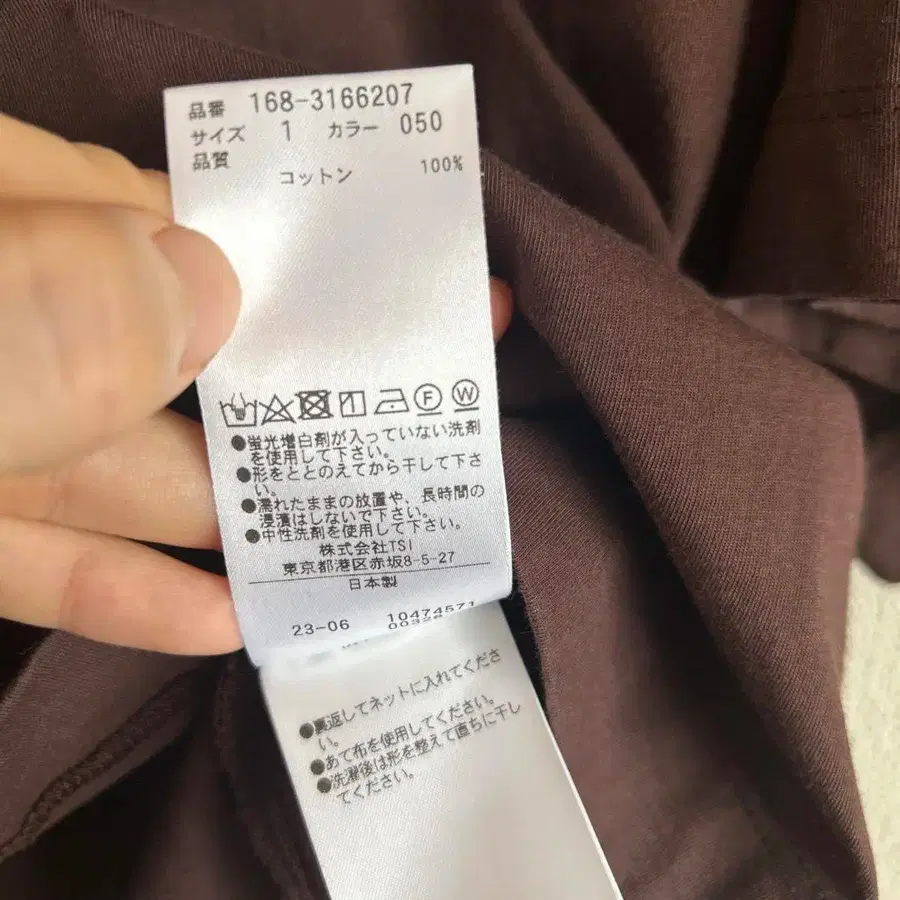 品番 168-3166207
サイズ 1 カラー 050
品質
コットン 100%
●蛍光増白剤が入っていない洗剤
を使用して下さい。
●形をととのえてから干して下さ
い。
●濡れたままの放置や、長時間の
浸漬はしないで下さい。
●中性洗剤を使用して下さい。
株式会社TSI
東京都港区赤坂8-5-27
日本製
23-06 10474571
●裏返してネットに入れてくださ
い。
●あて布を使用してください。
●洗濯後は形を整えて直ちに干し
てください。